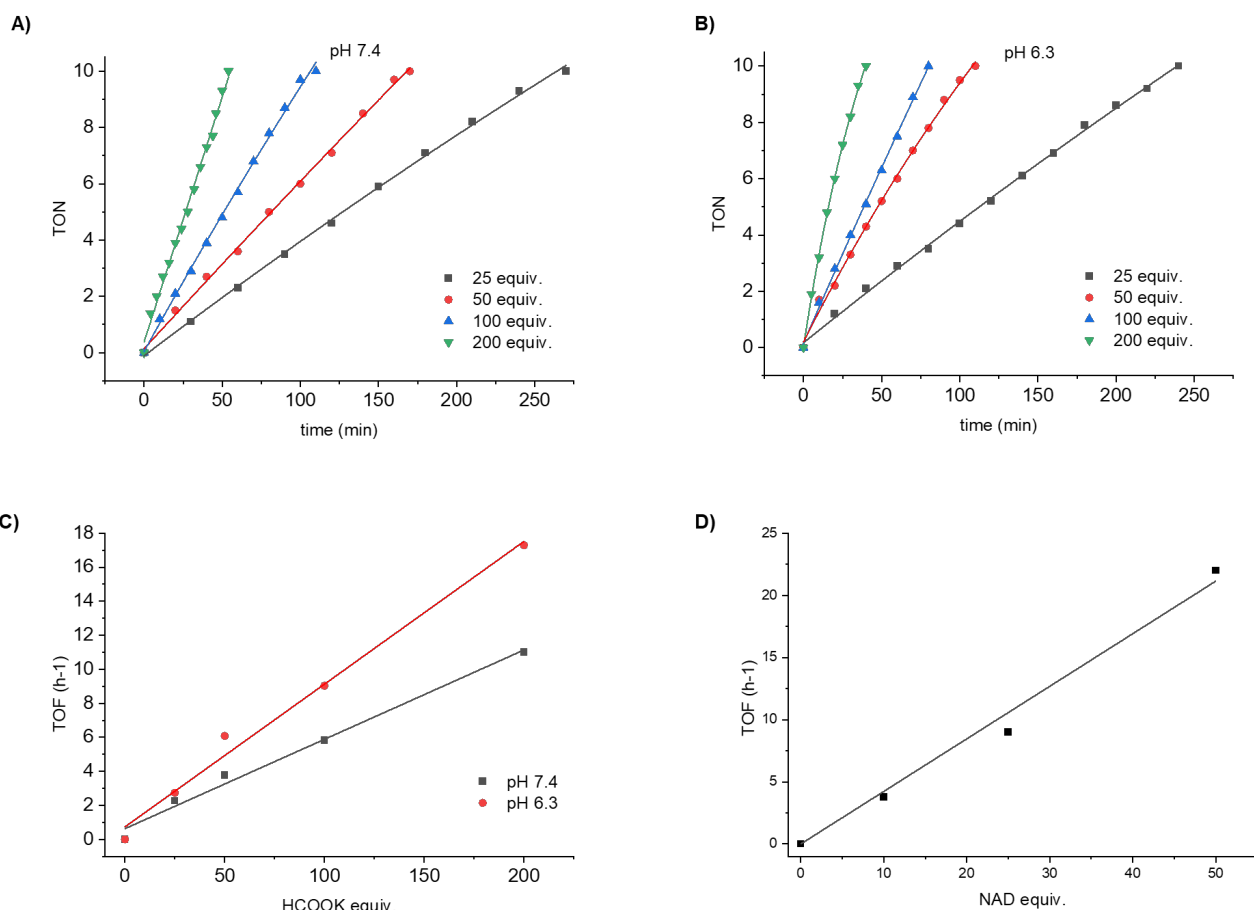 A)
pH 7.4
TON
10
8
6
4
2
0
25 equiv.
50 equiv.
100 equiv.
200 equiv.
0 50 100 150 200 250
time (min)
B)
pH 6.3
TON
10
8
6
4
2
0
25 equiv.
50 equiv.
100 equiv.
200 equiv.
0 50 100 150 200 250
time (min)
C)
TOF (h-1)
18
16
14
12
10
8
6
4
2
0
pH 7.4
pH 6.3
0 50 100 150 200
HCOOK equiv
D)
TOF (h-1)
25
20
15
10
5
0
0 10 20 30 40 50
NAD equiv.